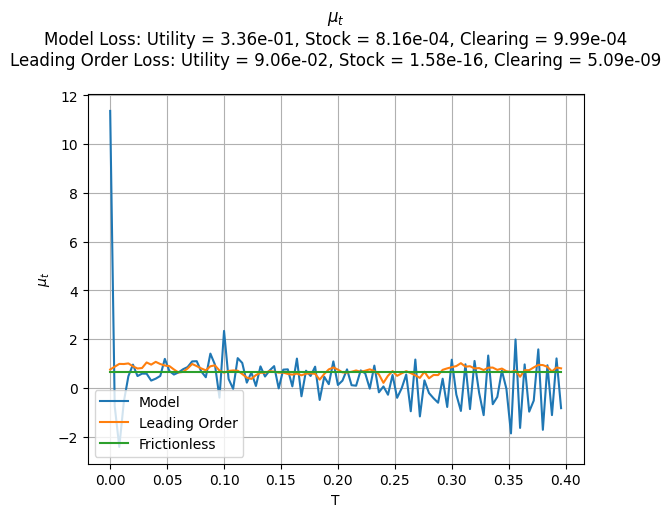 μₜ
Model Loss: Utility = 3.36e-01, Stock = 8.16e-04, Clearing = 9.99e-04
Leading Order Loss: Utility = 9.06e-02, Stock = 1.58e-16, Clearing = 5.09e-09
12
10
8
6
4
2
0
−2
μₜ
Model
Leading Order
Frictionless
0.00 0.05 0.10 0.15 0.20 0.25 0.30 0.35 0.40
T